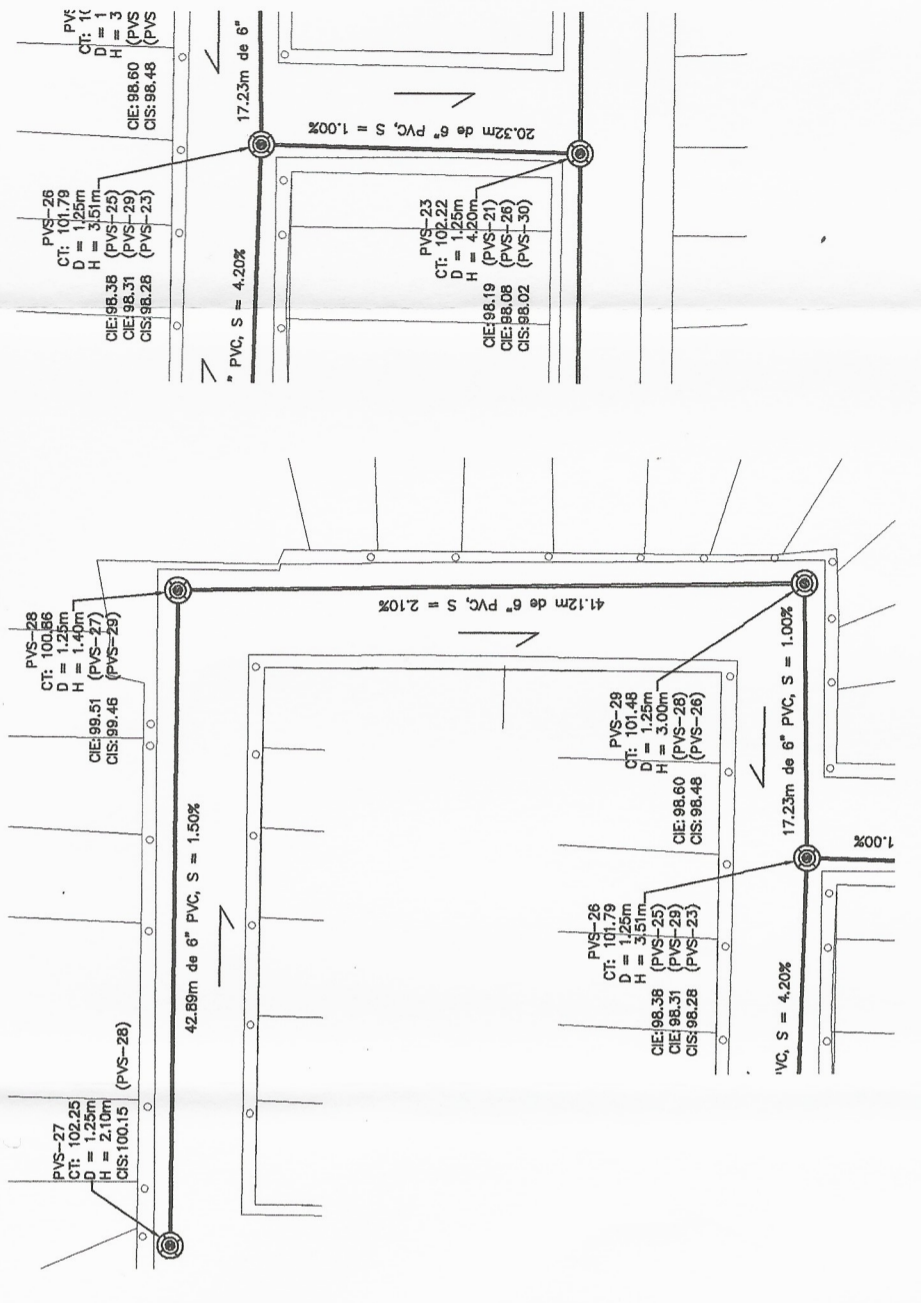 PVS-26
CT: 101.79
D = 1.25m
H = 3.51m
CIE: 98.38 (PVS-25)
CIE: 98.31 (PVS-29)
CIS: 98.28 (PVS-23)
PVS
CT: 1
D = 1
H = 3
CIE: 98.60 (PVS
CIS: 98.48 (PVS
17.23m de 6"
20.32m de 6" PVC, S = 1.00%
" PVC, S = 4.20%
PVS-23
CT: 102.22
D = 1.25m
H = 4.20m
CIE: 98.19 (PVS-21)
CIE: 98.08 (PVS-26)
CIS: 98.02 (PVS-30)
PVS-27
CT: 102.25
D = 1.25m
H = 2.10m
CIS: 100.15 (PVS-28)
42.89m de 6" PVC, S = 1.50%
PVS-28
CT: 100.86
D = 1.25m
H = 1.40m
CIE: 99.51 (PVS-27)
CIS: 99.46 (PVS-29)
41.12m de 6" PVC, S = 2.10%
PVS-29
CT: 101.48
D = 1.25m
H = 3.00m
CIE: 98.60 (PVS-28)
CIS: 98.48 (PVS-26)
17.23m de 6" PVC, S = 1.00%
PVS-26
CT: 101.79
D = 1.25m
H = 3.51m
CIE: 98.38 (PVS-25)
CIE: 98.31 (PVS-29)
CIS: 98.28 (PVS-23)
VC, S = 4.20%
1.00%